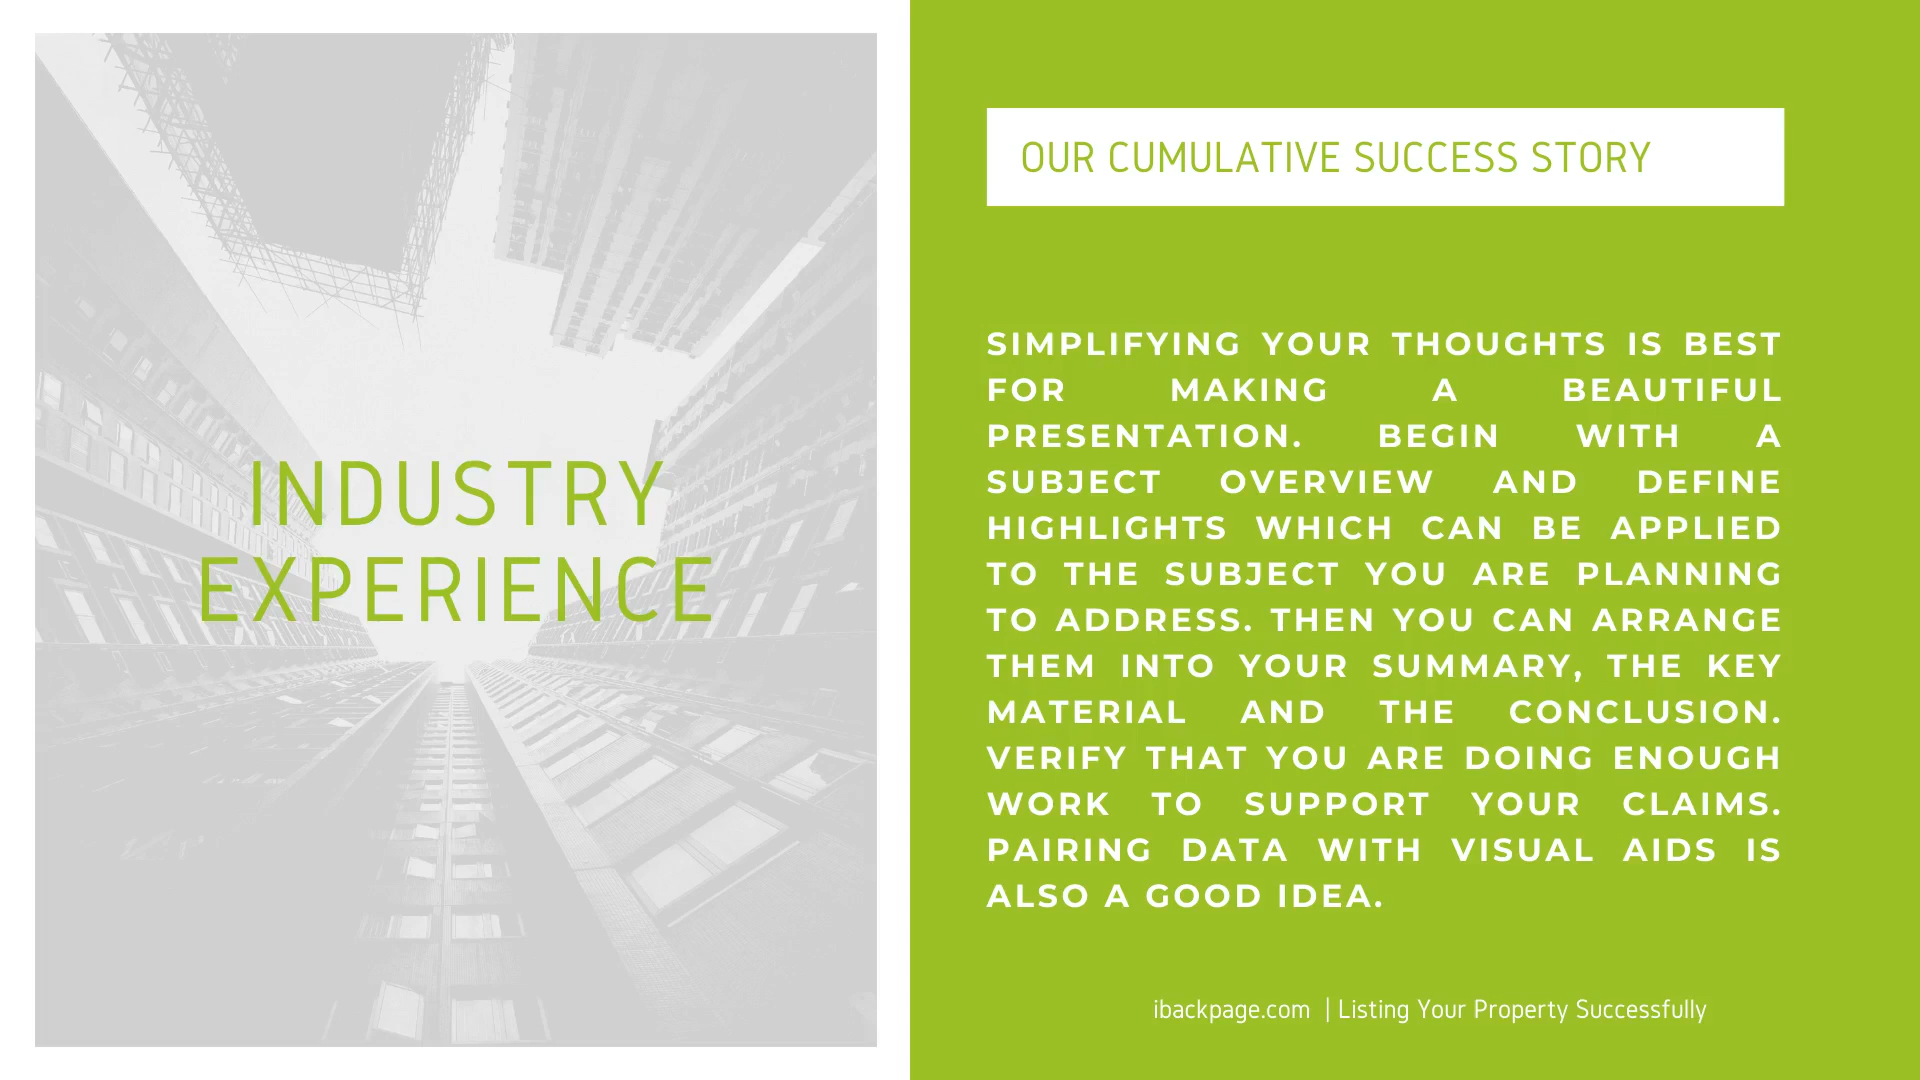 INDUSTRY
EXPERIENCE
OUR CUMULATIVE SUCCESS STORY
SIMPLIFYING YOUR THOUGHTS IS BEST
FOR MAKING A BEAUTIFUL
PRESENTATION. BEGIN WITH A
SUBJECT OVERVIEW AND DEFINE
HIGHLIGHTS WHICH CAN BE APPLIED
TO THE SUBJECT YOU ARE PLANNING
TO ADDRESS. THEN YOU CAN ARRANGE
THEM INTO YOUR SUMMARY, THE KEY
MATERIAL AND THE CONCLUSION.
VERIFY THAT YOU ARE DOING ENOUGH
WORK TO SUPPORT YOUR CLAIMS.
PAIRING DATA WITH VISUAL AIDS IS
ALSO A GOOD IDEA.
ibackpage.com | Listing Your Property Successfully